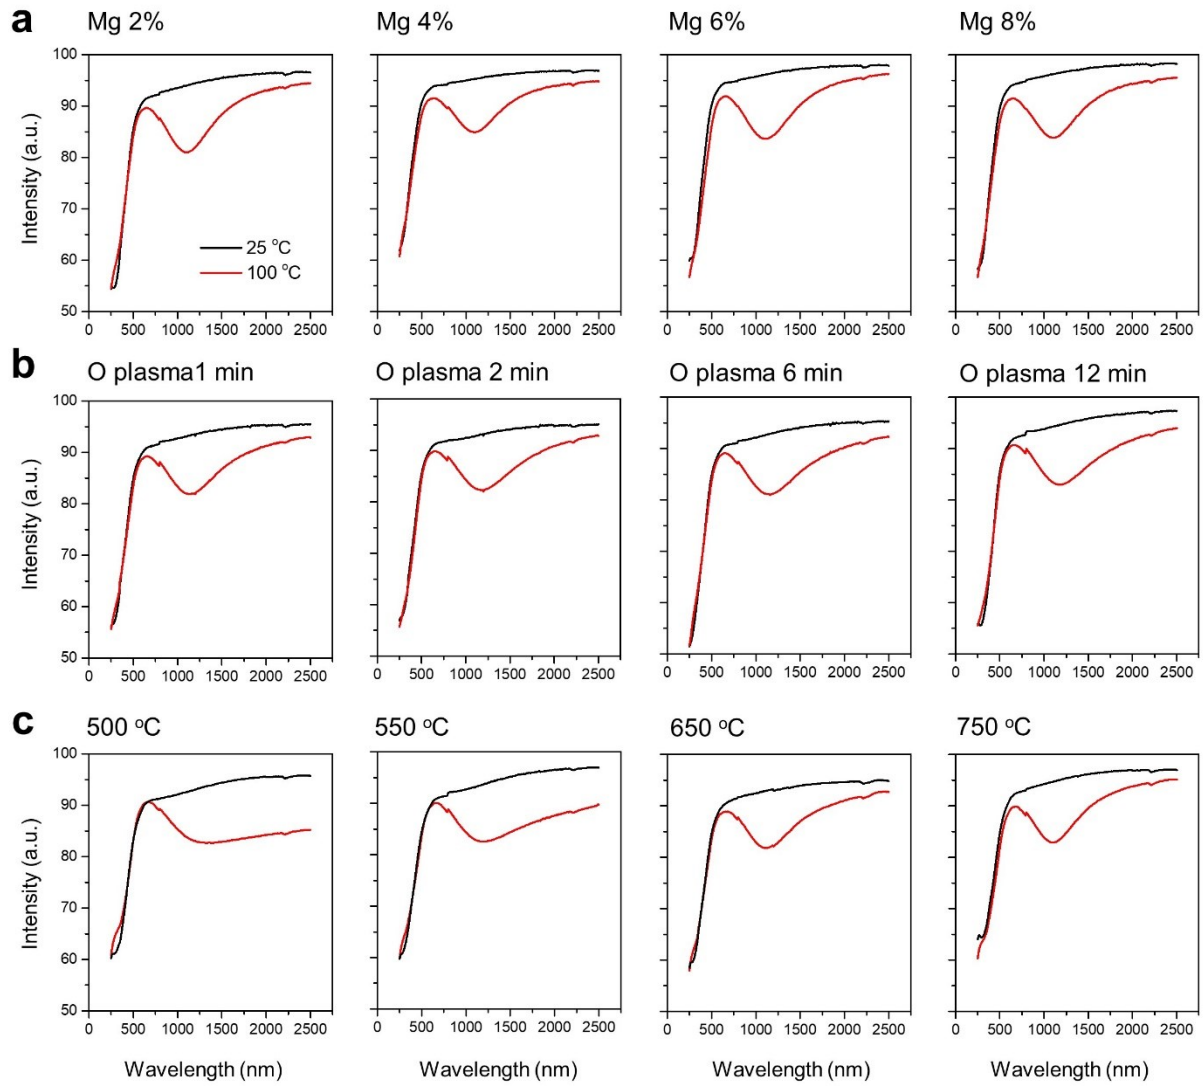 a
Mg 2% Mg 4% Mg 6% Mg 8%
100
90
80
70
60
50
Intensity (a.u.)
25 °C
100 °C
0 500 1000 1500 2000 2500 0 500 1000 1500 2000 2500 0 500 1000 1500 2000 2500 0 500 1000 1500 2000 2500
b
O plasma1 min O plasma 2 min O plasma 6 min O plasma 12 min
100
90
80
70
60
50
Intensity (a.u.)
0 500 1000 1500 2000 2500 0 500 1000 1500 2000 2500 0 500 1000 1500 2000 2500 0 500 1000 1500 2000 2500
c
500 °C 550 °C 650 °C 750 °C
100
90
80
70
60
50
Intensity (a.u.)
0 500 1000 1500 2000 2500 0 500 1000 1500 2000 2500 0 500 1000 1500 2000 2500 0 500 1000 1500 2000 2500
Wavelength (nm) Wavelength (nm) Wavelength (nm) Wavelength (nm)